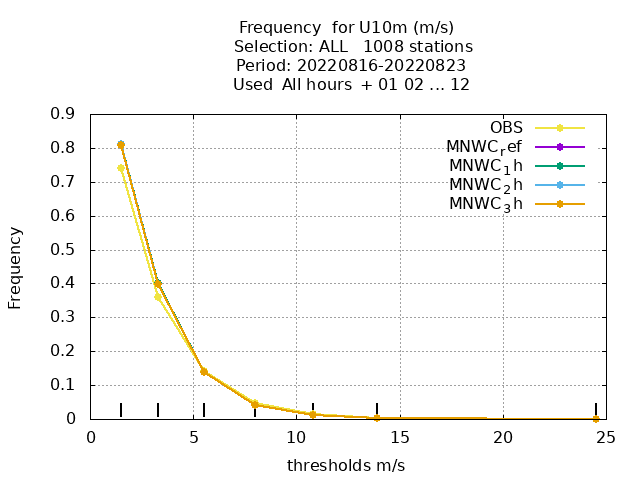 Frequency  for U10m (m/s)
Selection: ALL   1008 stations
Period: 20220816-20220823
Used  All hours  + 01 02 ... 12
OBS
MNWC_ref
MNWC_1h
MNWC_2h
MNWC_3h
Frequency
0.9
0.8
0.7
0.6
0.5
0.4
0.3
0.2
0.1
0
0 5 10 15 20 25
thresholds m/s